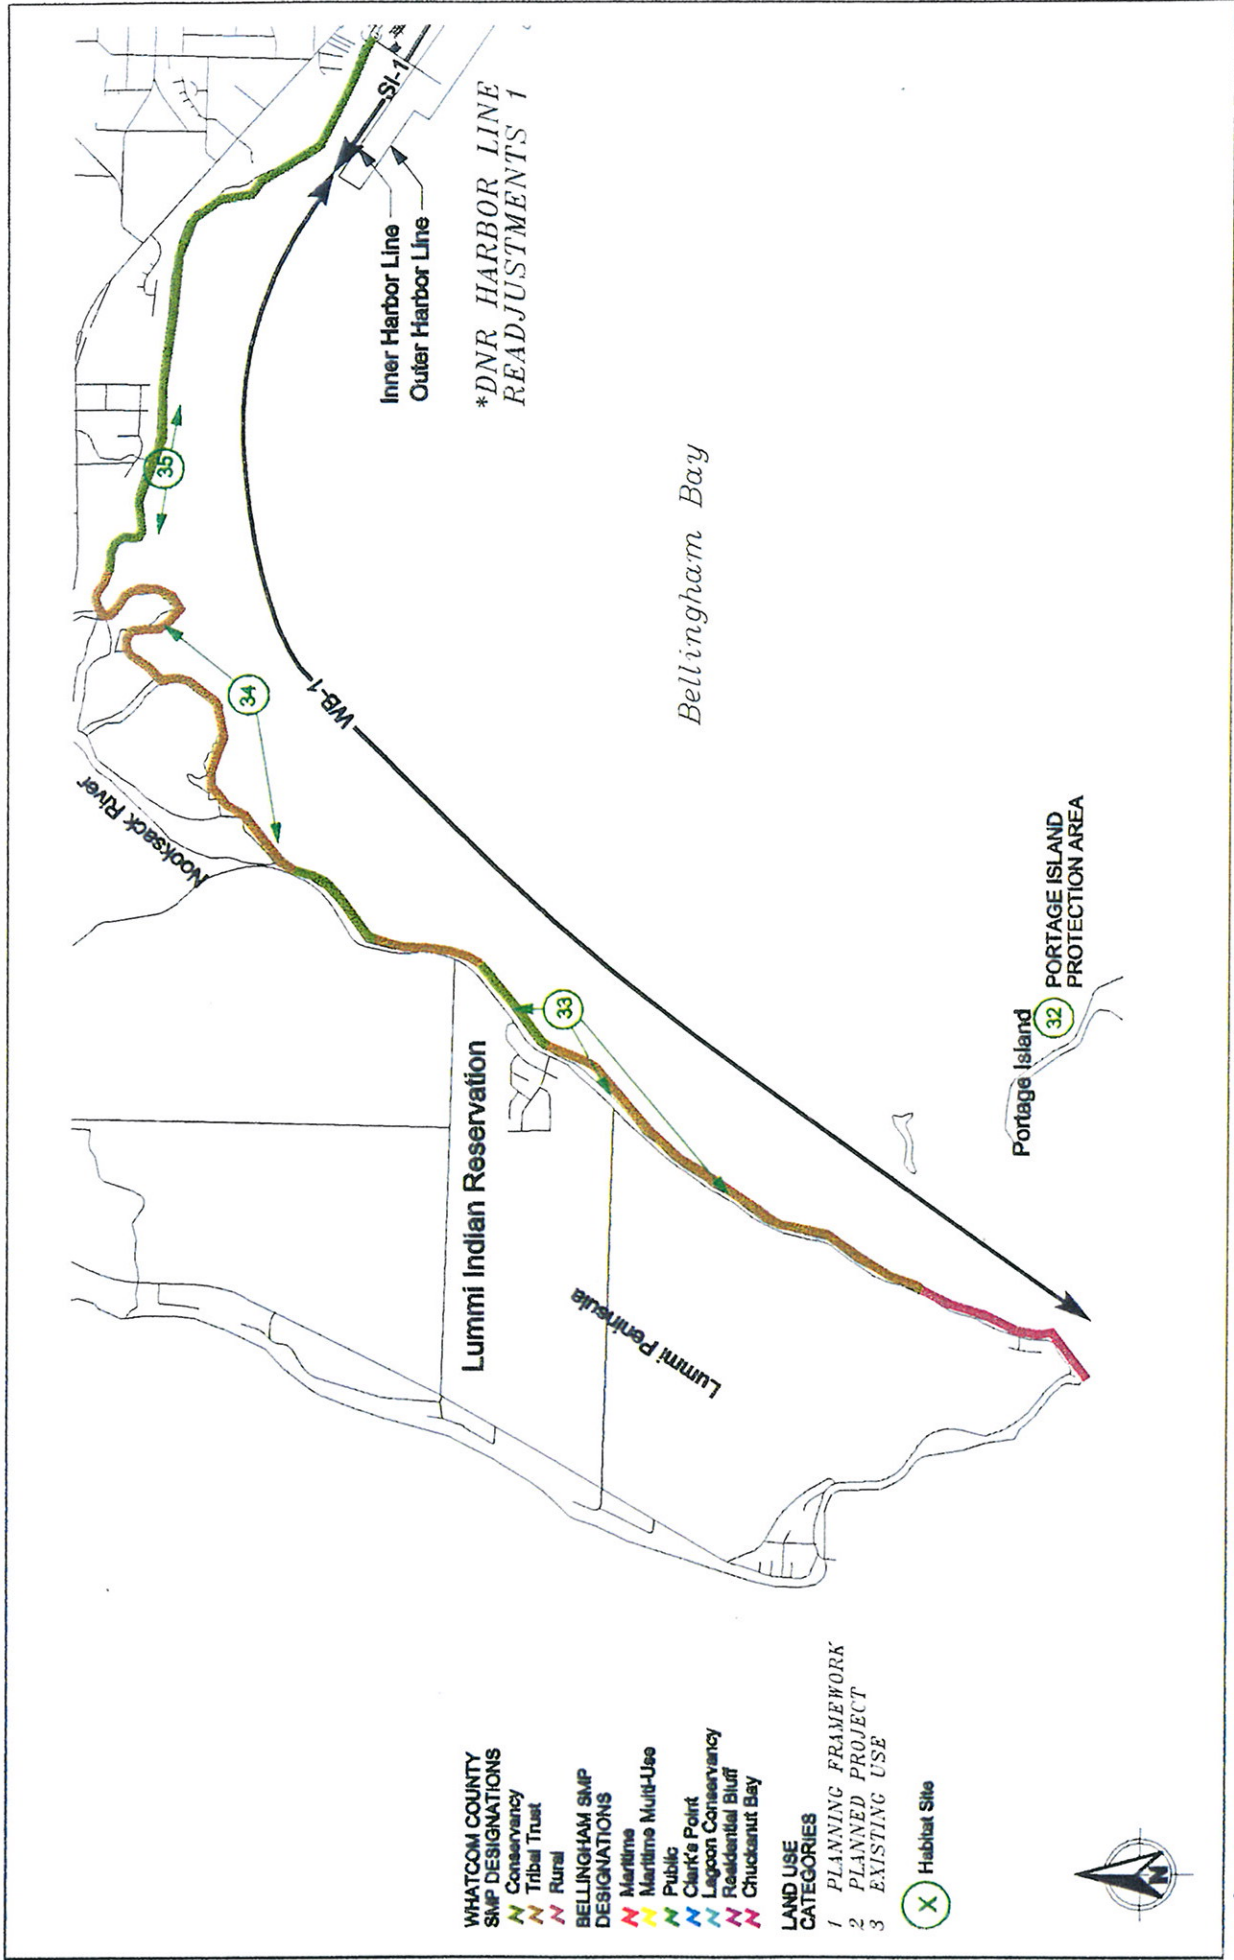 SI-1
Inner Harbor Line
Outer Harbor Line
*DNR HARBOR LINE
READJUSTMENTS 1
35
34
WB-1
Nooksack River
Bellingham Bay
33
Lummi Indian Reservation
Lummi Peninsula
Portage Island
32
PORTAGE ISLAND
PROTECTION AREA
WHATCOM COUNTY
SMP DESIGNATIONS
Conservancy
Tribal Trust
Rural
BELLINGHAM SMP
DESIGNATIONS
Maritime
Maritime Multi-Use
Public
Clark's Point
Lagoon Conservancy
Residential Bluff
Chuckanut Bay
LAND USE
CATEGORIES
1 PLANNING FRAMEWORK
2 PLANNED PROJECT
3 EXISTING USE
X Habitat Site
N